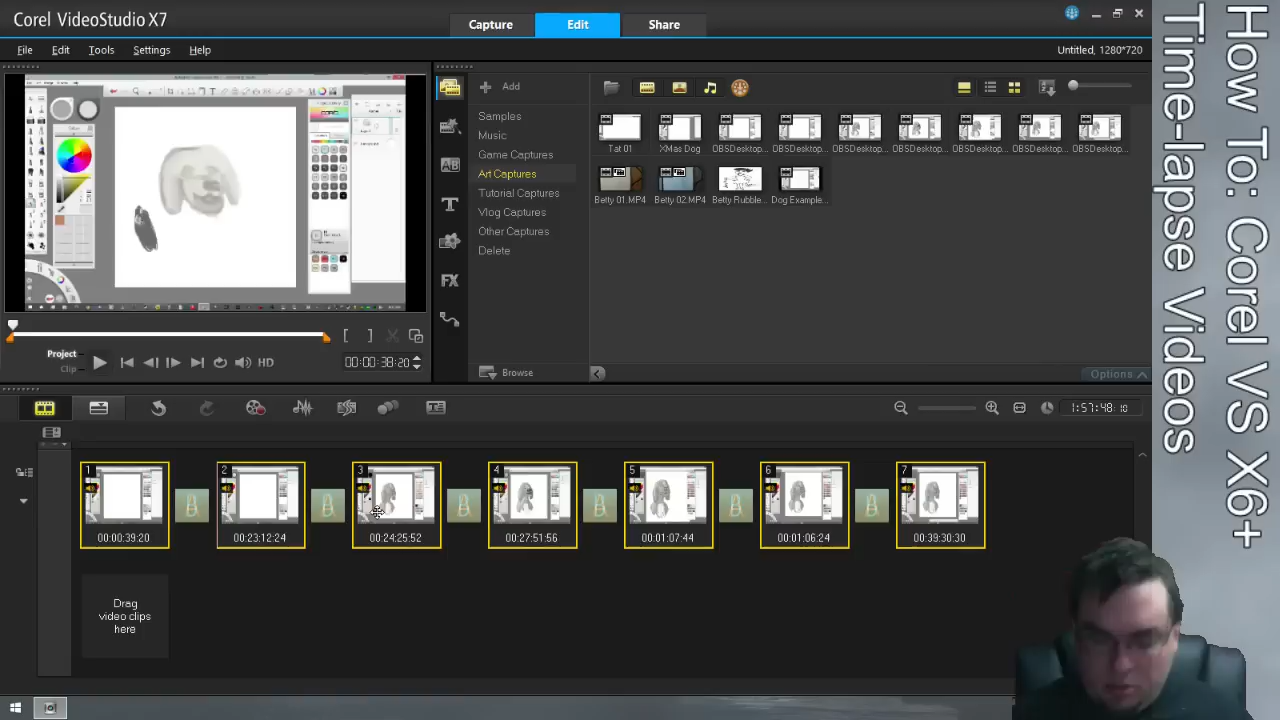 Corel VideoStudio X7
Capture
Edit
Share
File
Edit
Tools
Settings
Help
Untitled, 1280*720
Add
Samples
Music
Game Captures
Art Captures
Tutorial Captures
Vlog Captures
Other Captures
Delete
Tat 01
XMas Dog
OBSDesktop...
OBSDesktop...
OBSDesktop...
OBSDesktop...
OBSDesktop...
OBSDesktop...
OBSDesktop...
Betty 01.MP4
Betty 02.MP4
Betty Rubble...
Dog Example...
Browse
Options
Project
Clip
HD
00:00:38:20
1:57:48:10
1
2
3
4
5
6
7
00:00:39:20
00:23:12:24
00:24:25:52
00:27:51:56
00:01:07:44
00:01:06:24
00:39:30:30
Drag
video clips
here
How To: Corel VS X6+
Time-lapse Videos